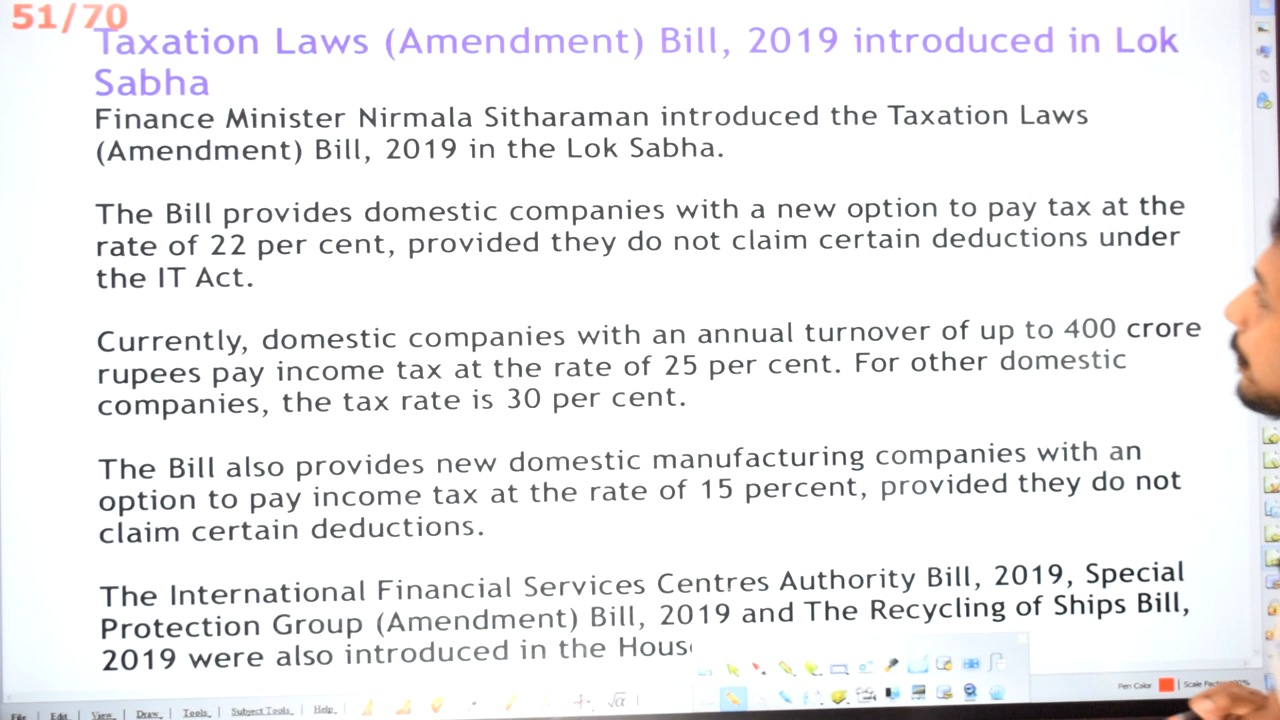 51/70
Taxation Laws (Amendment) Bill, 2019 introduced in Lok
Sabha
Finance Minister Nirmala Sitharaman introduced the Taxation Laws
(Amendment) Bill, 2019 in the Lok Sabha.
The Bill provides domestic companies with a new option to pay tax at the
rate of 22 per cent, provided they do not claim certain deductions under
the IT Act.
Currently, domestic companies with an annual turnover of up to 400 crore
rupees pay income tax at the rate of 25 per cent. For other domestic
companies, the tax rate is 30 per cent.
The Bill also provides new domestic manufacturing companies with an
option to pay income tax at the rate of 15 percent, provided they do not
claim certain deductions.
The International Financial Services Centres Authority Bill, 2019, Special
Protection Group (Amendment) Bill, 2019 and The Recycling of Ships Bill,
2019 were also introduced in the Hous
Pen Color Scale
File Edit View Draw Tools Subject Tools Help